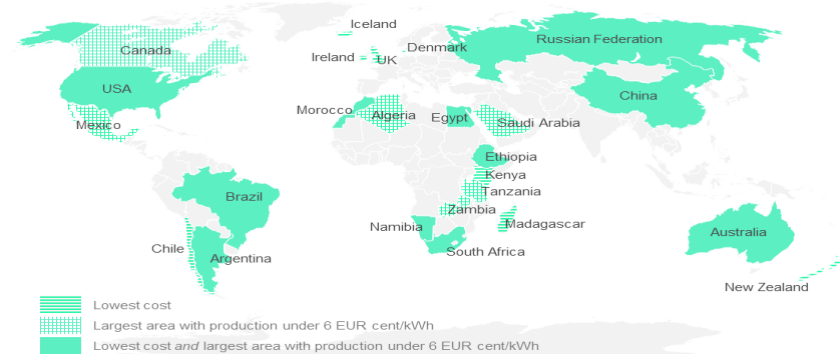 Iceland
Canada
Ireland
UK
Denmark
Russian Federation
USA
China
Mexico
Morocco
Algeria
Egypt
Saudi Arabia
Ethiopia
Kenya
Tanzania
Brazil
Zambia
Namibia
Madagascar
Chile
Argentina
South Africa
Australia
New Zealand
Lowest cost
Largest area with production under 6 EUR cent/kWh
Lowest cost and largest area with production under 6 EUR cent/kWh